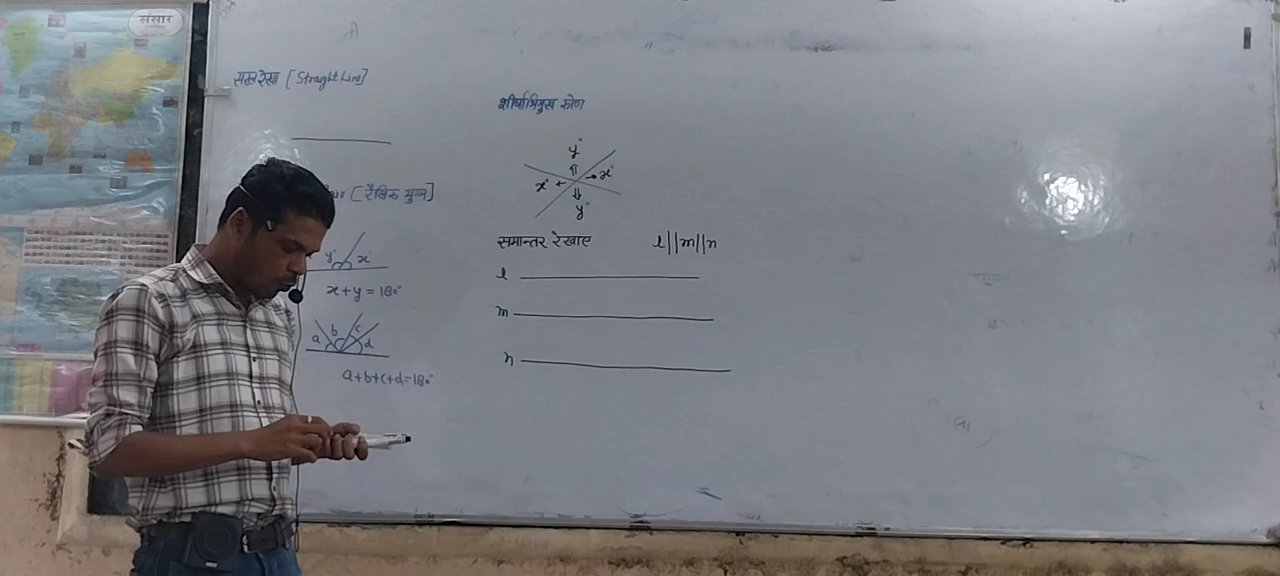 संसार
सरल रेखा [Straight Line]
[रैखिक युग्म]
y° x
x+y=180°
a b c d
a+b+c+d=180°
शीर्षाभिमुख कोण
y°
x° x°
y°
समान्तर रेखाए l||m||n
l
m
n